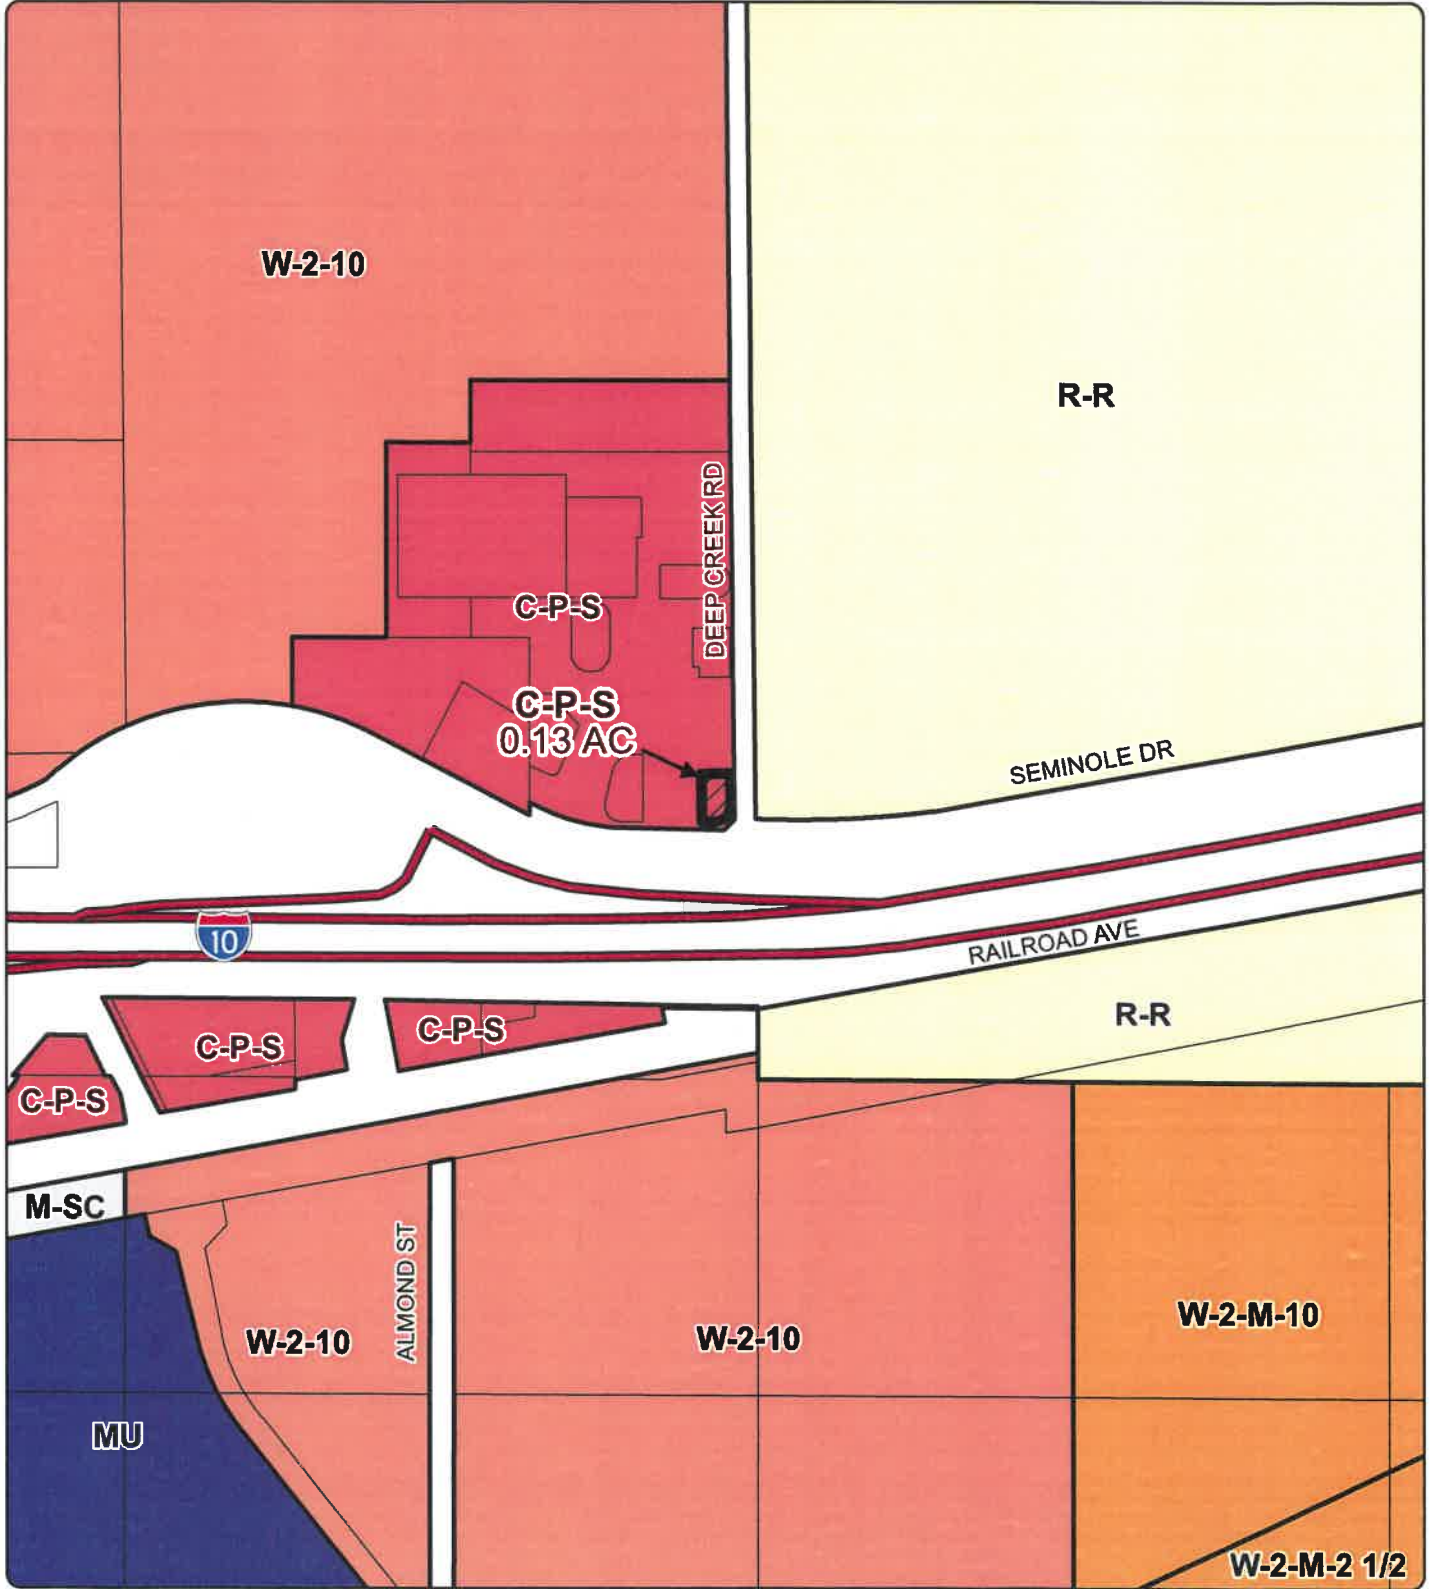 W-2-10
R-R
DEEP CREEK RD
C-P-S
C-P-S
0.13 AC
SEMINOLE DR
10
RAILROAD AVE
R-R
C-P-S
C-P-S
C-P-S
M-SC
ALMOND ST
W-2-10
W-2-10
W-2-M-10
MU
W-2-M-2 1/2